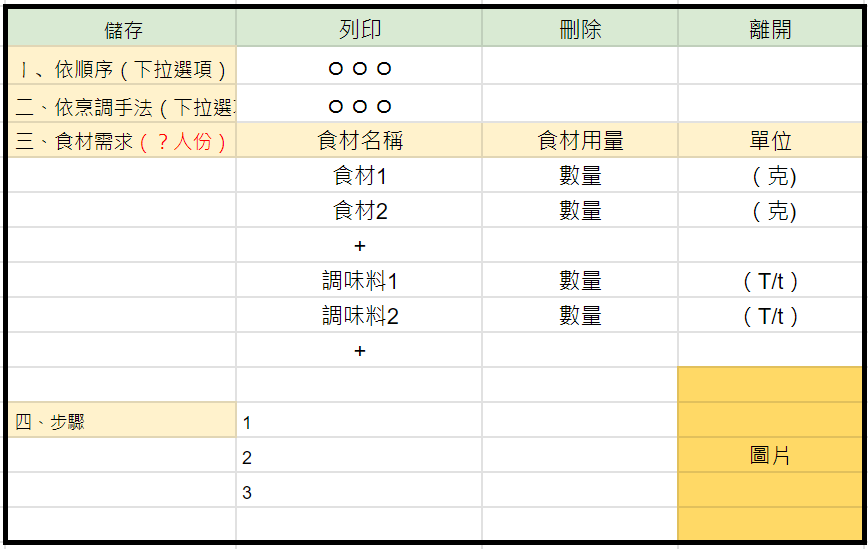 儲存 列印 刪除 離開
一、依順序（下拉選項） ○○○
二、依烹調手法（下拉選 ○○○
三、食材需求（？人份） 食材名稱 食材用量 單位
食材1 數量 （克)
食材2 數量 （克)
+
調味料1 數量 （T/t）
調味料2 數量 （T/t）
+
四、步驟 1
2 圖片
3